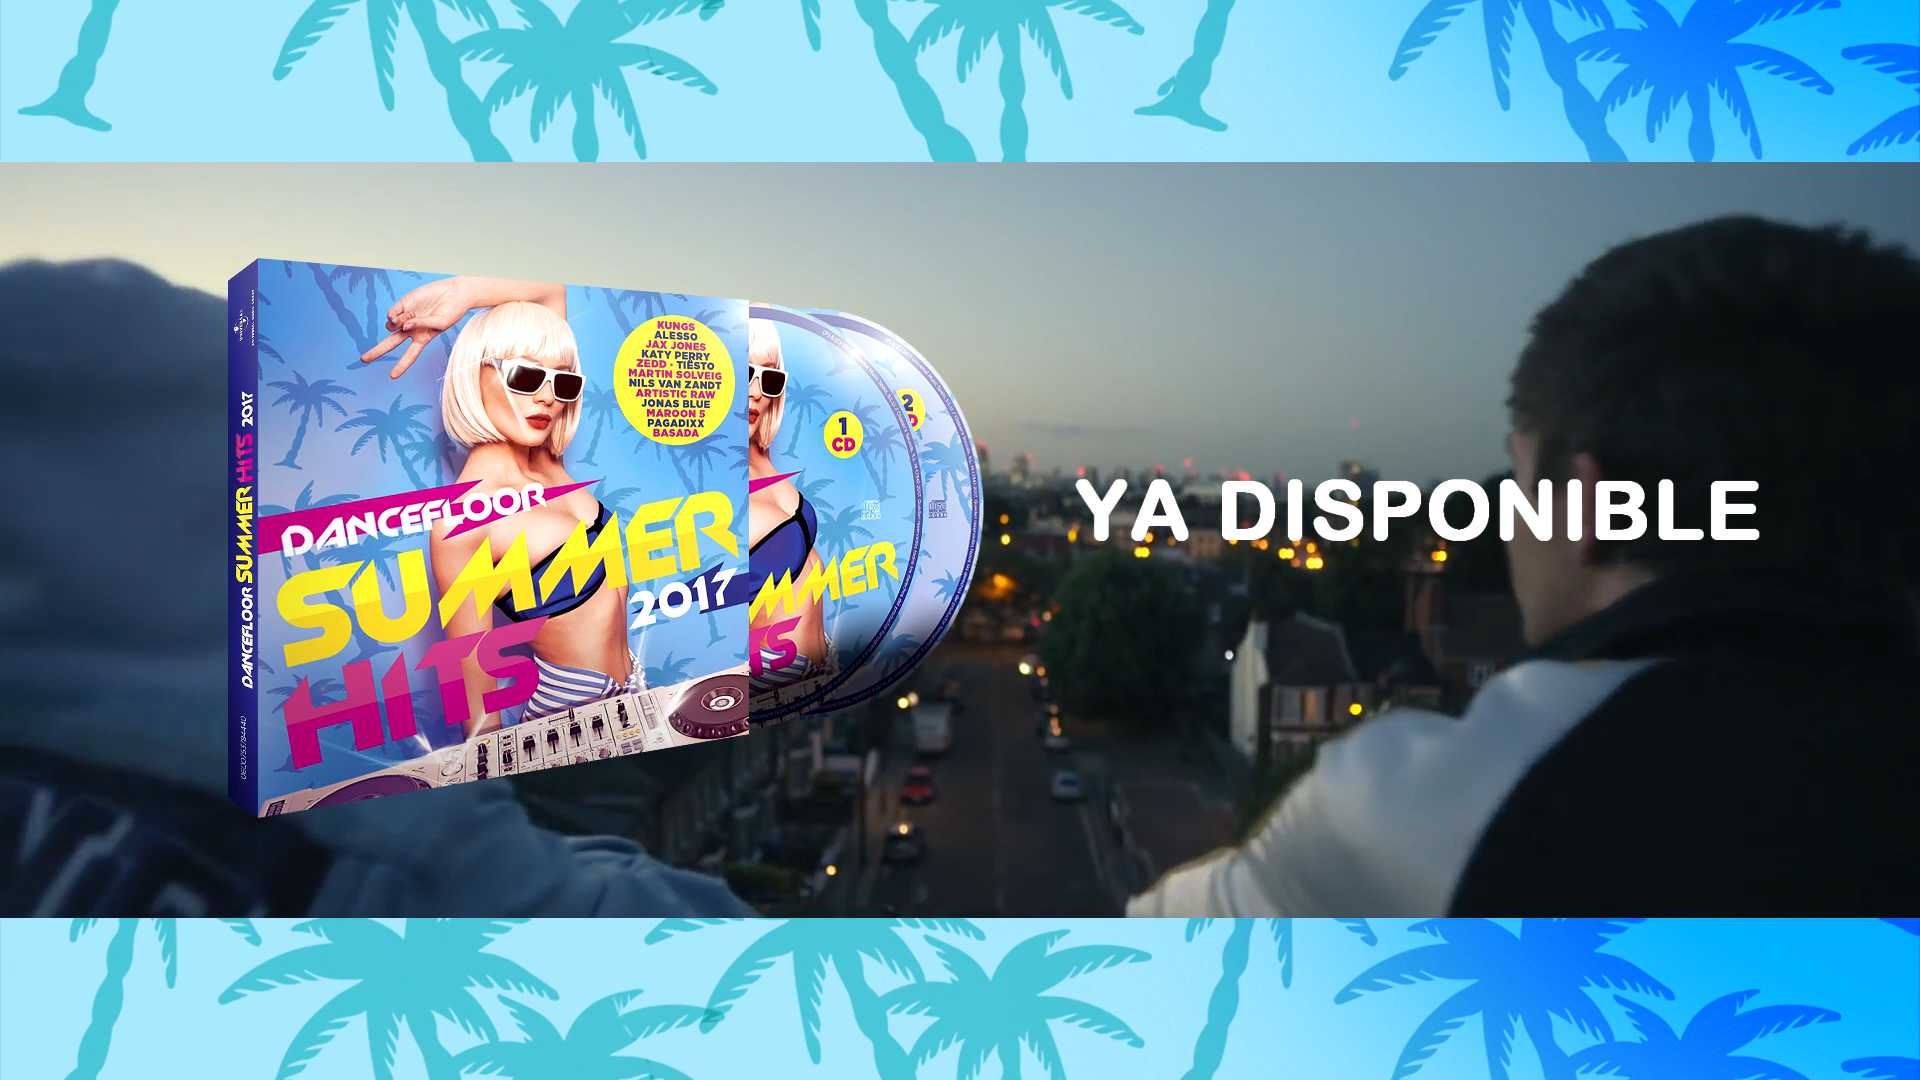 DANCEFLOOR SUMMER HITS 2017
KUNGS
ALESSO
JAX JONES
KATY PERRY
ZEDD - TIËSTO
MARTIN SOLVEIG
NILS VAN ZANDT
ARTISTIC RAW
JONAS BLUE
MAROON 5
PAGADIXX
BASADA
DANCEFLOOR
SUMMER
2017
HITS
1
CD
2
MMER
YA DISPONIBLE